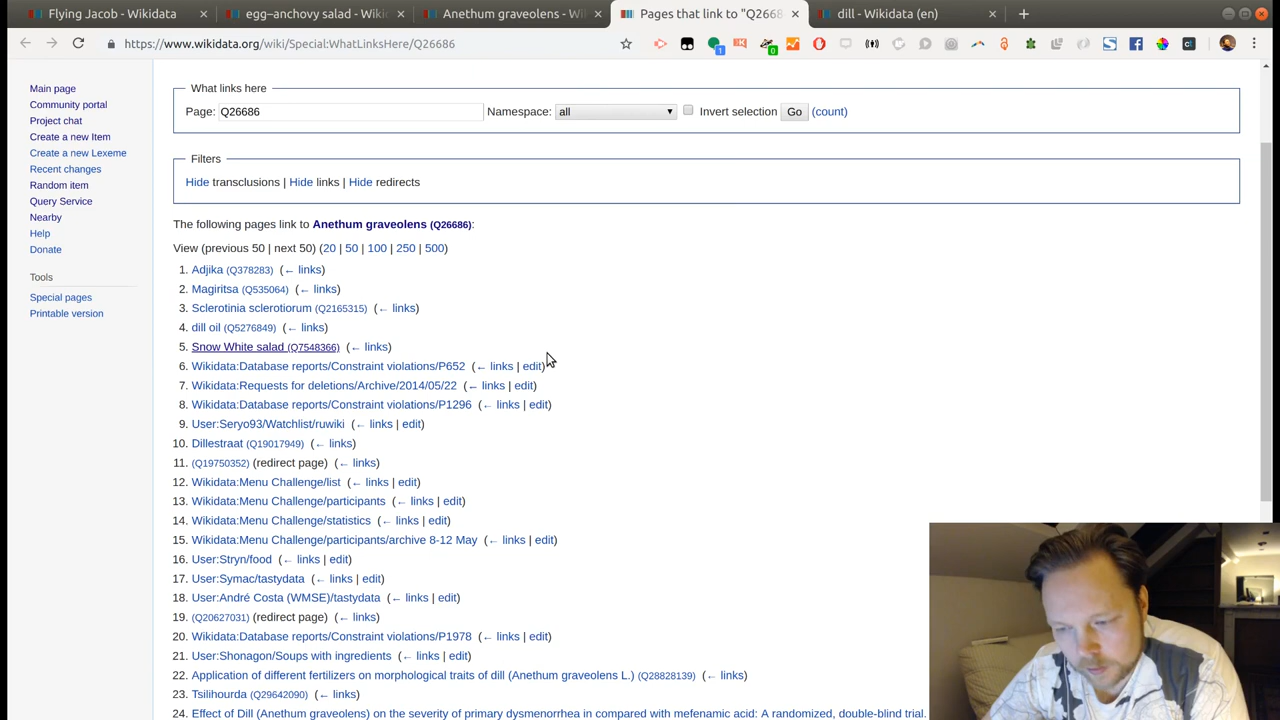 Flying Jacob - Wikidata
egg–anchovy salad - Wiki
Anethum graveolens - Wi
Pages that link to "Q2668
dill - Wikidata (en)
https://www.wikidata.org/wiki/Special:WhatLinksHere/Q26686
Main page
Community portal
Project chat
Create a new Item
Create a new Lexeme
Recent changes
Random item
Query Service
Nearby
Help
Donate
Tools
Special pages
Printable version
What links here
Page: Q26686 Namespace: all Invert selection Go (count)
Filters
Hide transclusions | Hide links | Hide redirects
The following pages link to Anethum graveolens (Q26686):
View (previous 50 | next 50) (20 | 50 | 100 | 250 | 500)
1. Adjika (Q378283) (← links)
2. Magiritsa (Q535064) (← links)
3. Sclerotinia sclerotiorum (Q2165315) (← links)
4. dill oil (Q5276849) (← links)
5. Snow White salad (Q7548366) (← links)
6. Wikidata:Database reports/Constraint violations/P652 (← links | edit)
7. Wikidata:Requests for deletions/Archive/2014/05/22 (← links | edit)
8. Wikidata:Database reports/Constraint violations/P1296 (← links | edit)
9. User:Seryo93/Watchlist/ruwiki (← links | edit)
10. Dillestraat (Q19017949) (← links)
11. (Q19750352) (redirect page) (← links)
12. Wikidata:Menu Challenge/list (← links | edit)
13. Wikidata:Menu Challenge/participants (← links | edit)
14. Wikidata:Menu Challenge/statistics (← links | edit)
15. Wikidata:Menu Challenge/participants/archive 8-12 May (← links | edit)
16. User:Stryn/food (← links | edit)
17. User:Symac/tastydata (← links | edit)
18. User:André Costa (WMSE)/tastydata (← links | edit)
19. (Q20627031) (redirect page) (← links)
20. Wikidata:Database reports/Constraint violations/P1978 (← links | edit)
21. User:Shonagon/Soups with ingredients (← links | edit)
22. Application of different fertilizers on morphological traits of dill (Anethum graveolens L.) (Q28828139) (← links)
23. Tsilihourda (Q29642090) (← links)
24. Effect of Dill (Anethum graveolens) on the severity of primary dysmenorrhea in compared with mefenamic acid: A randomized, double-blind trial.